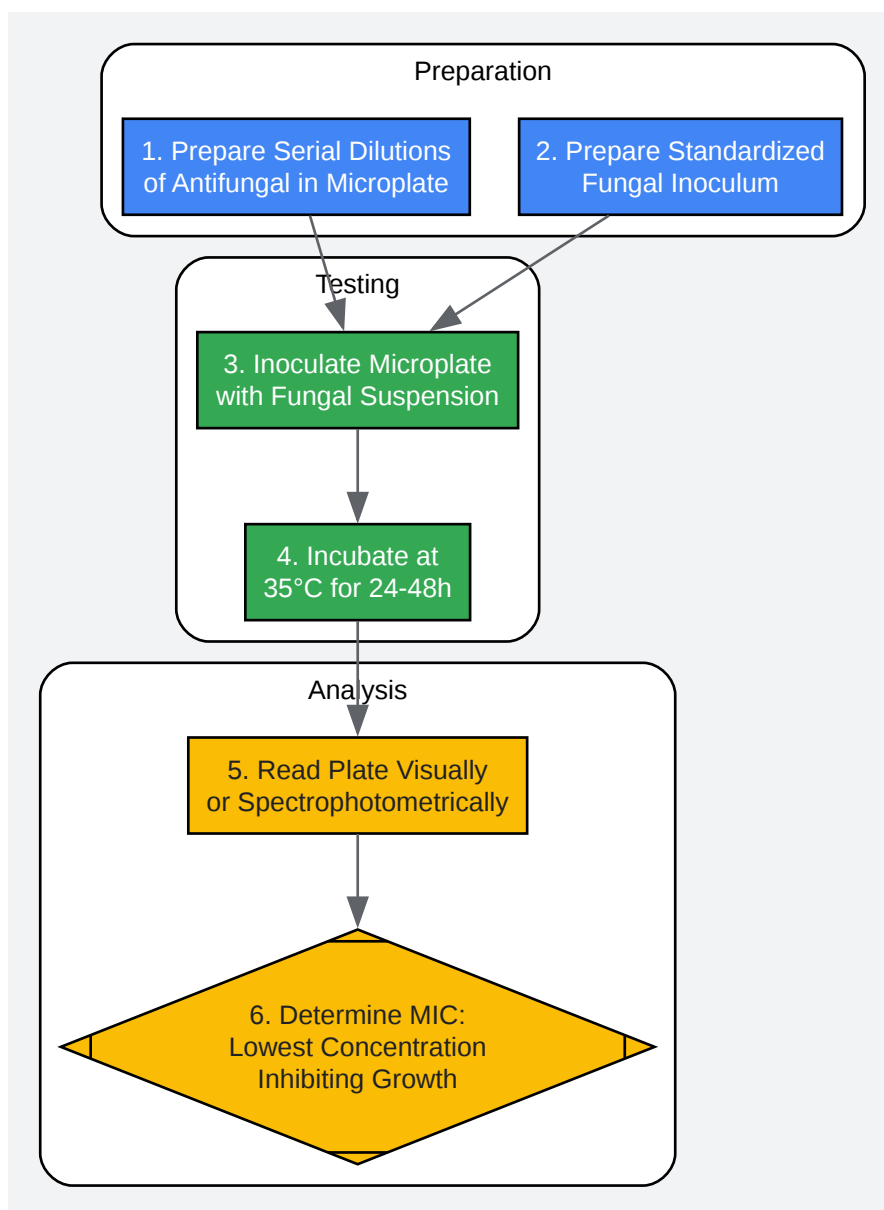 Preparation
1. Prepare Serial Dilutions
of Antifungal in Microplate
2. Prepare Standardized
Fungal Inoculum
Testing
3. Inoculate Microplate
with Fungal Suspension
4. Incubate at
35°C for 24-48h
Analysis
5. Read Plate Visually
or Spectrophotometrically
6. Determine MIC:
Lowest Concentration
Inhibiting Growth